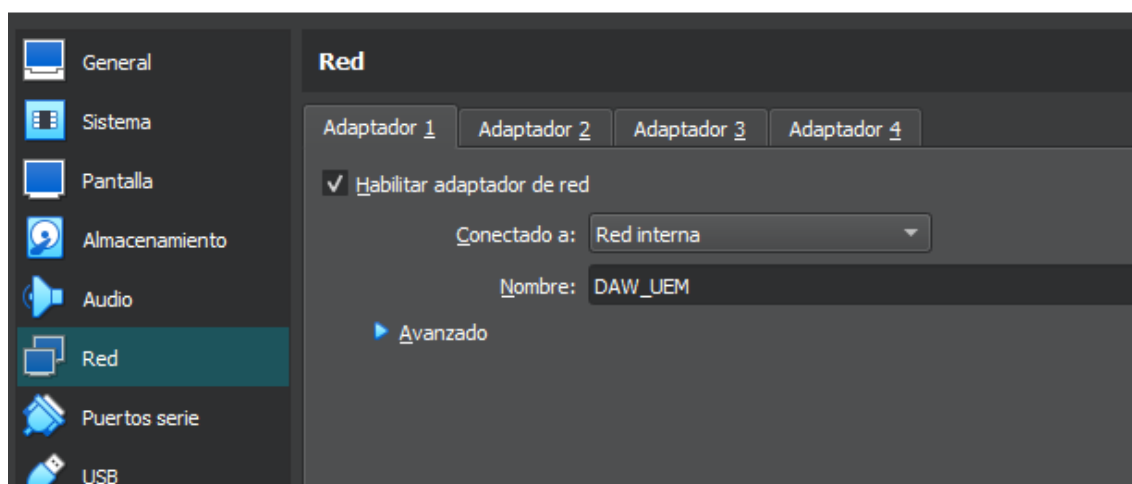 General
Sistema
Pantalla
Almacenamiento
Audio
Red
Puertos serie
USB
Red
Adaptador 1 Adaptador 2 Adaptador 3 Adaptador 4
Habilitar adaptador de red
Conectado a: Red interna
Nombre: DAW_UEM
Avanzado